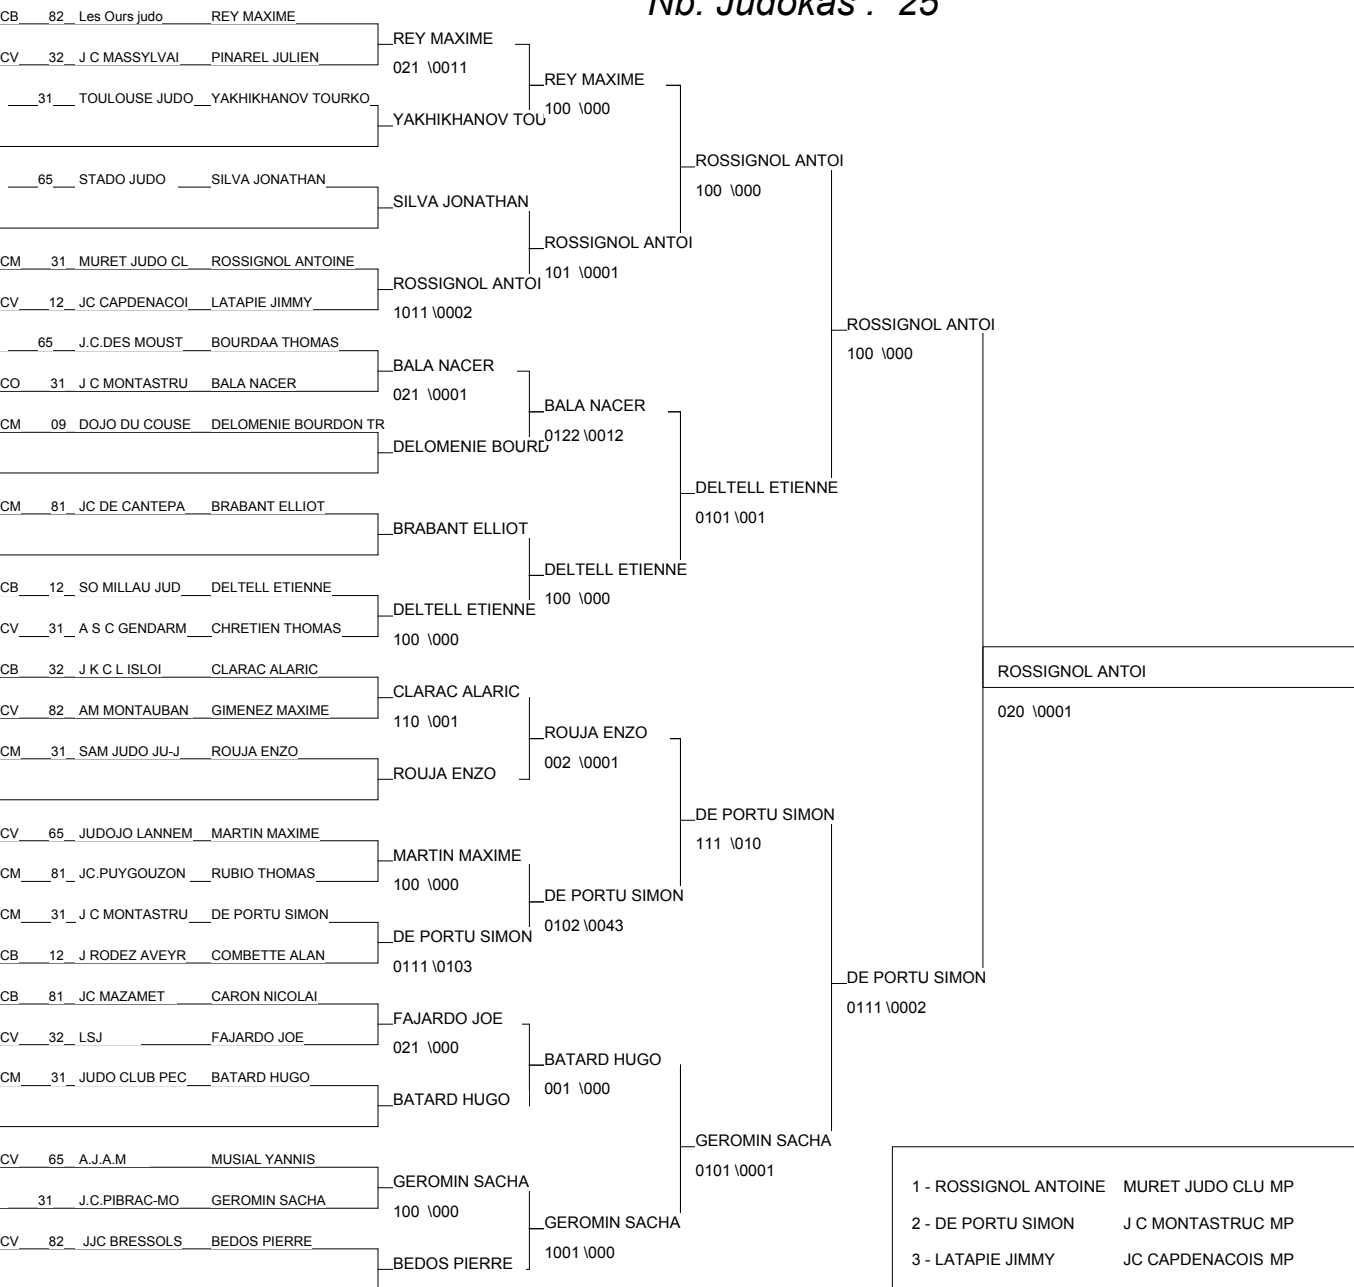 Nb. Judokas : 25
CB 82 Les Ours judo REY MAXIME
REY MAXIME
CV 32 J C MASSYLVAI PINAREL JULIEN
021 \0011
REY MAXIME
31 TOULOUSE JUDO YAKHIKHANOV TOURKO
100 \000
YAKHIKHANOV TOU
ROSSIGNOL ANTOI
65 STADO JUDO SILVA JONATHAN
100 \000
SILVA JONATHAN
ROSSIGNOL ANTOI
CM 31 MURET JUDO CL ROSSIGNOL ANTOINE
101 \0001
ROSSIGNOL ANTOI
CV 12 JC CAPDENACOI LATAPIE JIMMY
1011 \0002
ROSSIGNOL ANTOI
65 J.C.DES MOUST BOURDAA THOMAS
100 \000
BALA NACER
CO 31 J C MONTASTRU BALA NACER
021 \0001
BALA NACER
CM 09 DOJO DU COUSE DELOMENIE BOURDON TR
0122 \0012
DELOMENIE BOURD
DELTELL ETIENNE
CM 81 JC DE CANTEPA BRABANT ELLIOT
0101 \001
BRABANT ELLIOT
DELTELL ETIENNE
CB 12 SO MILLAU JUD DELTELL ETIENNE
100 \000
DELTELL ETIENNE
CV 31 A S C GENDARM CHRETIEN THOMAS
100 \000
CB 32 J K C L ISLOI CLARAC ALARIC
ROSSIGNOL ANTOI
CLARAC ALARIC
CV 82 AM MONTAUBAN GIMENEZ MAXIME
020 \0001
110 \001
ROUJA ENZO
CM 31 SAM JUDO JU-J ROUJA ENZO
002 \0001
ROUJA ENZO
DE PORTU SIMON
CV 65 JUDOJO LANNEM MARTIN MAXIME
111 \010
MARTIN MAXIME
CM 81 JC.PUYGOUZON RUBIO THOMAS
100 \000
DE PORTU SIMON
CM 31 J C MONTASTRU DE PORTU SIMON
0102 \0043
DE PORTU SIMON
CB 12 J RODEZ AVEYR COMBETTE ALAN
0111 \0103
DE PORTU SIMON
CB 81 JC MAZAMET CARON NICOLAI
0111 \0002
FAJARDO JOE
CV 32 LSJ FAJARDO JOE
021 \000
BATARD HUGO
CM 31 JUDO CLUB PEC BATARD HUGO
001 \000
BATARD HUGO
GEROMIN SACHA
CV 65 A.J.A.M MUSIAL YANNIS
0101 \0001
GEROMIN SACHA
31 J.C.PIBRAC-MO GEROMIN SACHA
100 \000
GEROMIN SACHA
CV 82 JJC BRESSOLS BEDOS PIERRE
1001 \000
BEDOS PIERRE
1 - ROSSIGNOL ANTOINE MURET JUDO CLU MP
2 - DE PORTU SIMON J C MONTASTRUC MP
3 - LATAPIE JIMMY JC CAPDENACOIS MP